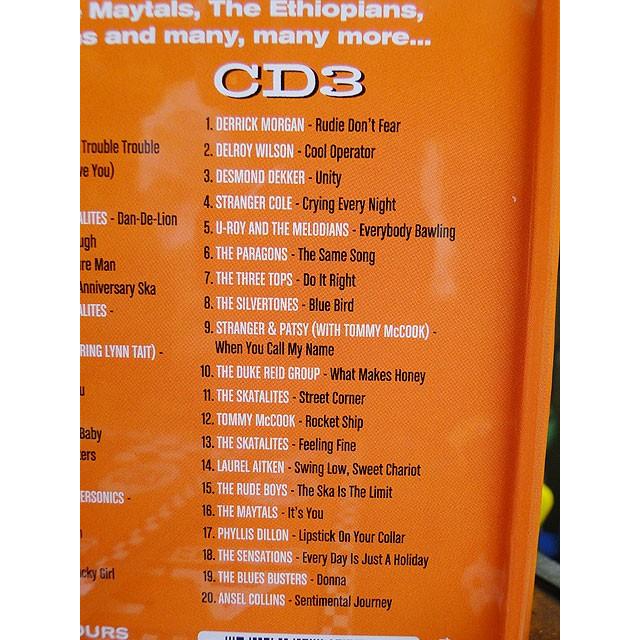 Maytals, The Ethiopians,
and many, many more...
CD3
1. DERRICK MORGAN - Rudie Don't Fear
2. DELROY WILSON - Cool Operator
3. DESMOND DEKKER - Unity
4. STRANGER COLE - Crying Every Night
5. U-ROY AND THE MELODIANS - Everybody Bawling
6. THE PARAGONS - The Same Song
7. THE THREE TOPS - Do It Right
8. THE SILVERTONES - Blue Bird
9. STRANGER & PATSY (WITH TOMMY McCOOK) -
When You Call My Name
10. THE DUKE REID GROUP - What Makes Honey
11. THE SKATALITES - Street Corner
12. TOMMY McCOOK - Rocket Ship
13. THE SKATALITES - Feeling Fine
14. LAUREL AITKEN - Swing Low, Sweet Chariot
15. THE RUDE BOYS - The Ska Is The Limit
16. THE MAYTALS - It's You
17. PHYLLIS DILLON - Lipstick On Your Collar
18. THE SENSATIONS - Every Day Is Just A Holiday
19. THE BLUES BUSTERS - Donna
20. ANSEL COLLINS - Sentimental Journey
Trouble Trouble
ve You)
ALITES - Dan-De-Lion
ugh
re Man
Anniversary Ska
ALITES -
RING LYNN TAIT) -
Baby
ters
ERSONICS -
cky Girl
OURS